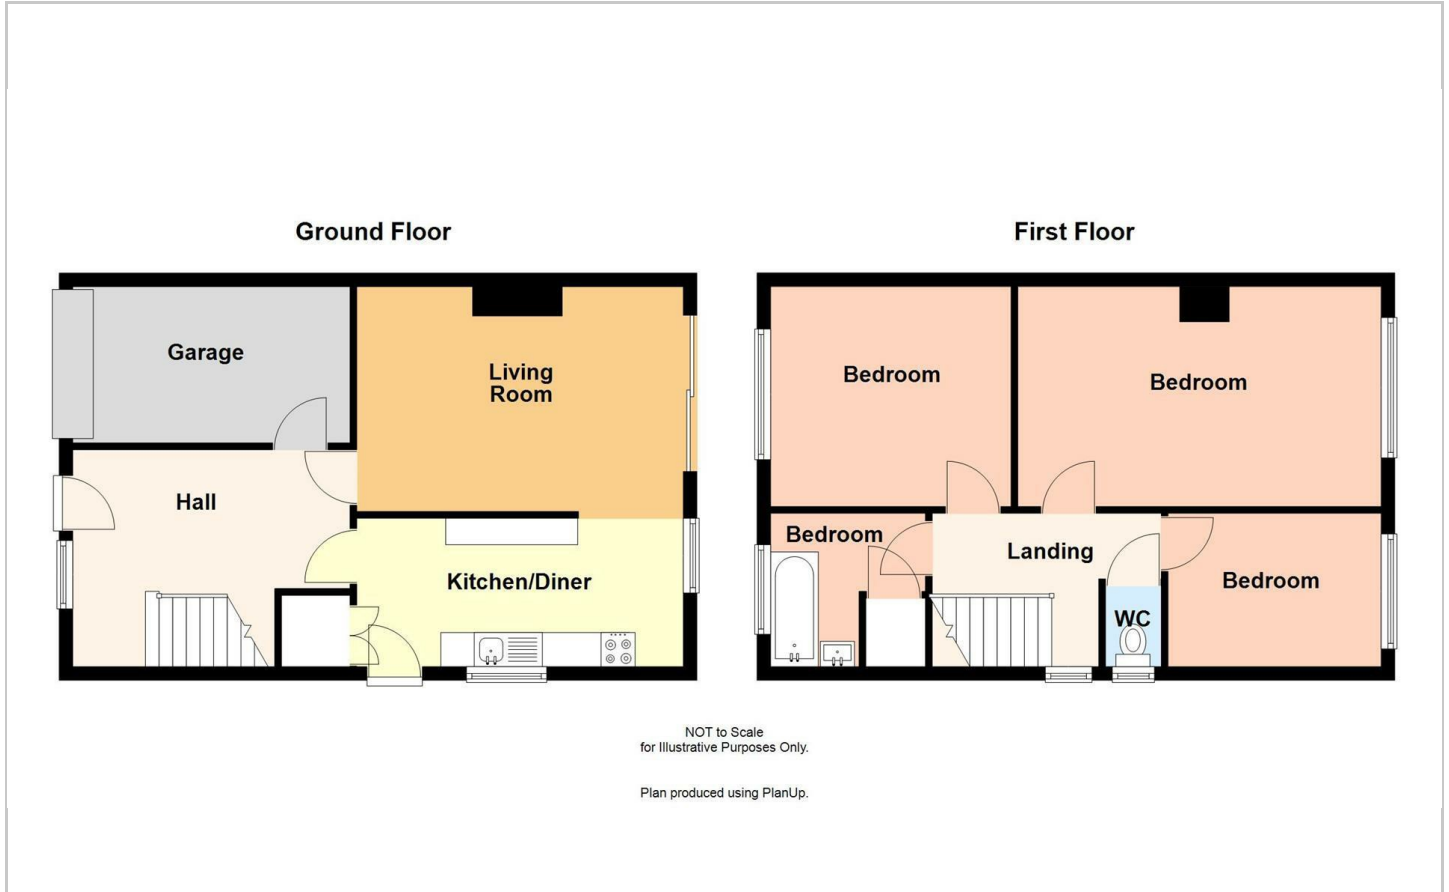 Ground Floor
First Floor
Garage
Living
Room
Hall
Kitchen/Diner
Bedroom
Bedroom
Bedroom
Landing
Bedroom
WC
NOT to Scale
for Illustrative Purposes Only.
Plan produced using PlanUp.